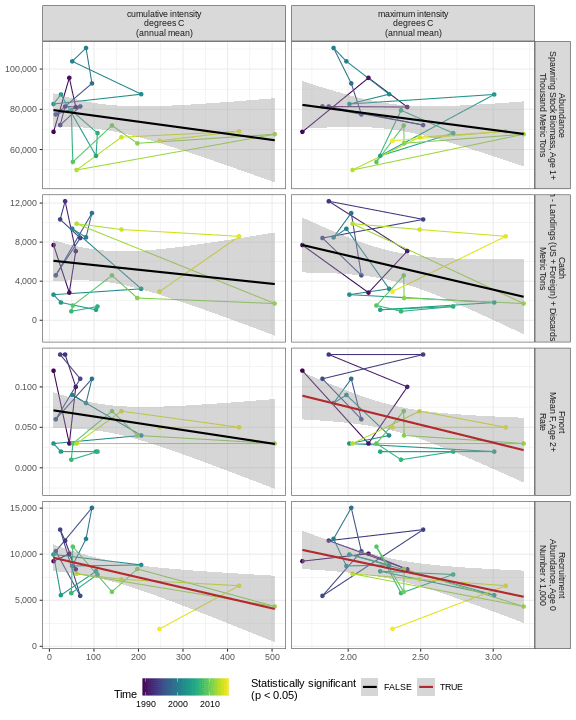 cumulative intensity
degrees C
(annual mean)
maximum intensity
degrees C
(annual mean)
100,000
80,000
60,000
Abundance
Spawning Stock Biomass, Age 1+
Thousand Metric Tons
12,000
8,000
4,000
0
Catch
- Landings (US + Foreign) + Discards
Metric Tons
0.100
0.050
0.000
Fmort
Mean F, Age 2+
Rate
15,000
10,000
5,000
0
Recruitment
Abundance, Age 0
Number x 1,000
0 100 200 300 400 500
2.00 2.50 3.00
Time
1990 2000 2010
Statistically significant
(p < 0.05)
FALSE TRUE